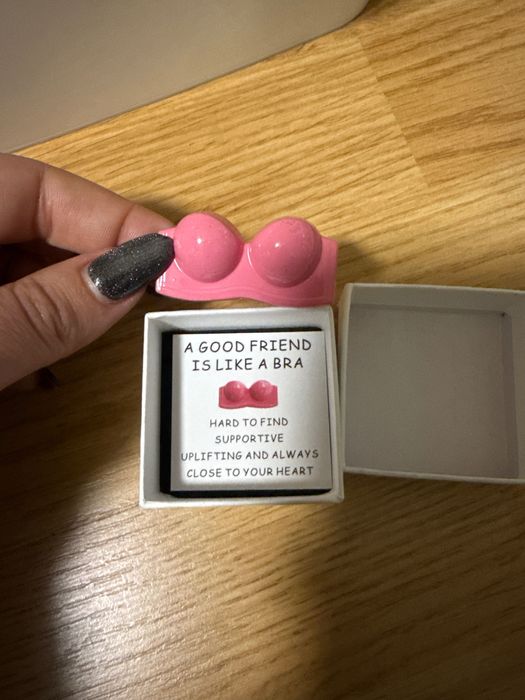 A GOOD FRIEND
IS LIKE A BRA
HARD TO FIND
SUPPORTIVE
UPLIFTING AND ALWAYS
CLOSE TO YOUR HEART